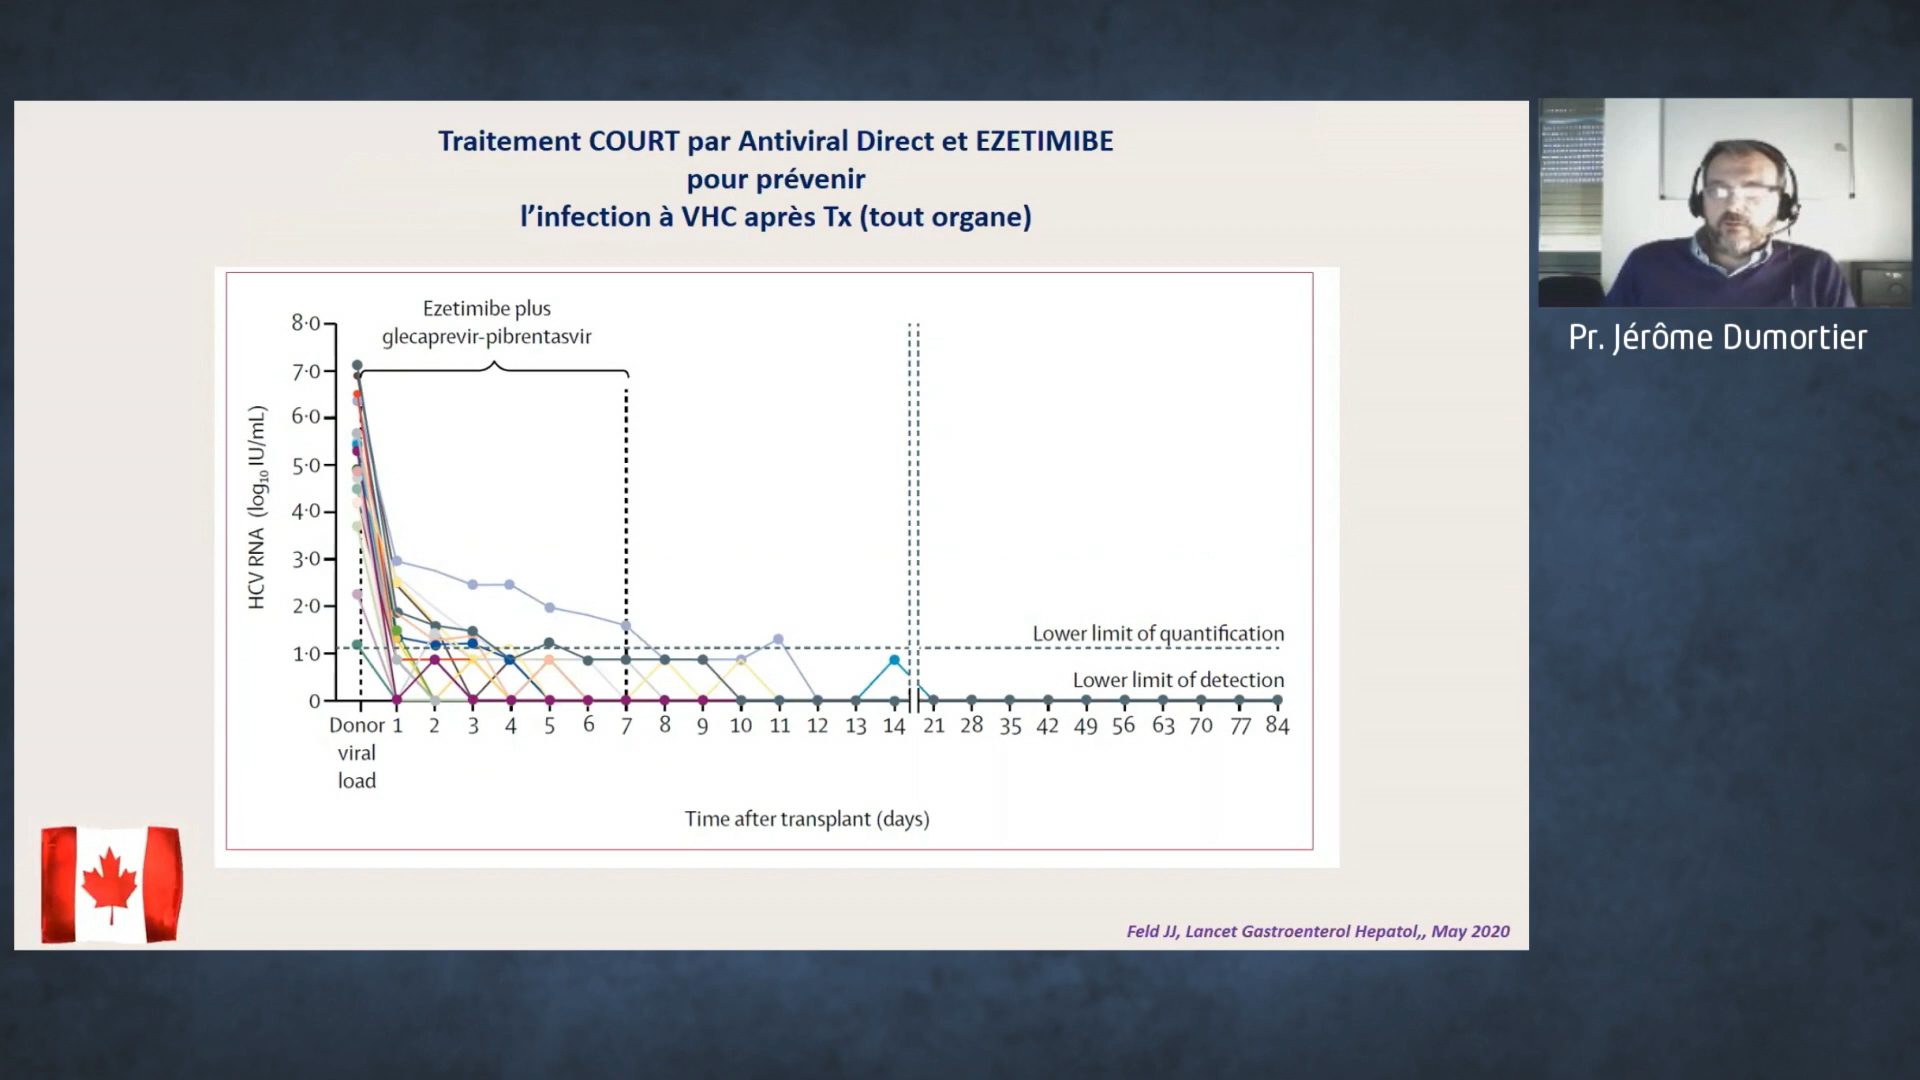 Traitement COURT par Antiviral Direct et EZETIMIBE
pour prévenir
l'infection à VHC après Tx (tout organe)
Pr. Jérôme Dumortier
Ezetimibe plus
glecaprevir-pibrentasvir
8·0
7·0
6·0
5·0
4·0
3·0
2·0
1·0
0
HCV RNA (log₁₀ IU/mL)
Lower limit of quantification
Lower limit of detection
Donor viral load
1 2 3 4 5 6 7 8 9 10 11 12 13 14 21 28 35 42 49 56 63 70 77 84
Time after transplant (days)
Feld JJ, Lancet Gastroenterol Hepatol,, May 2020